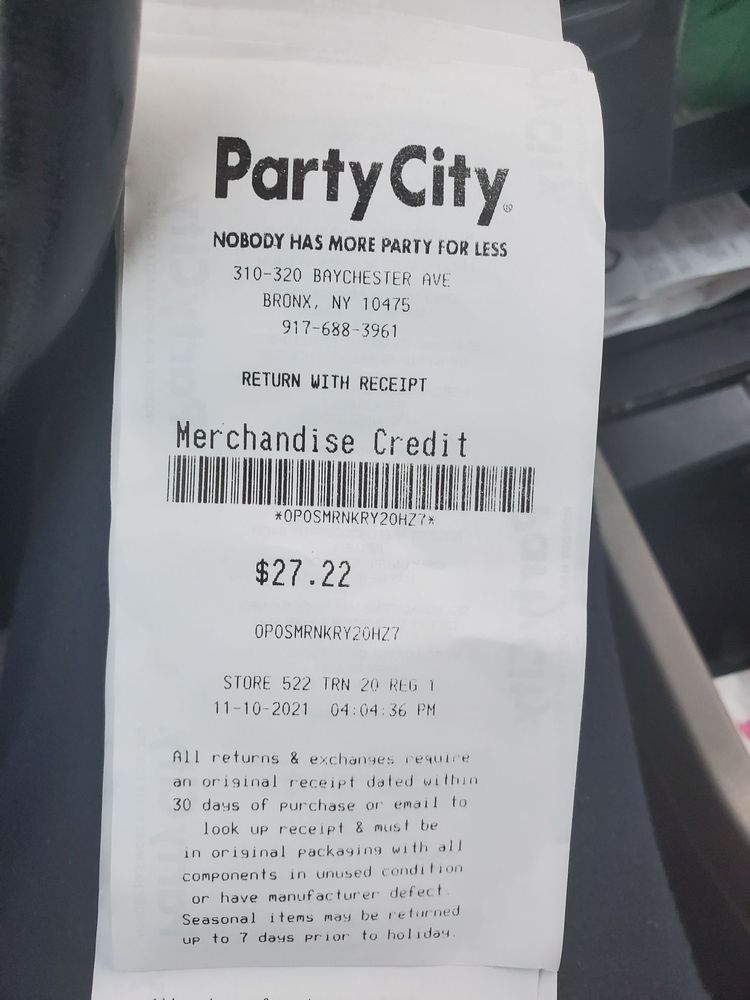 Party City®
NOBODY HAS MORE PARTY FOR LESS
310-320 BAYCHESTER AVE
BRONX, NY 10475
917-688-3961
RETURN WITH RECEIPT
Merchandise Credit
*OPOSMRNKRY20HZ7*
$27.22
OPOSMRNKRY20HZ7
STORE 522 TRN 20 REG 1
11-10-2021 04:04:36 PM
All returns & exchanges require
an original receipt dated within
30 days of purchase or email to
look up receipt & must be
in original packaging with all
components in unused condition
or have manufacturer defect.
Seasonal items may be returned
up to 7 days prior to holiday.